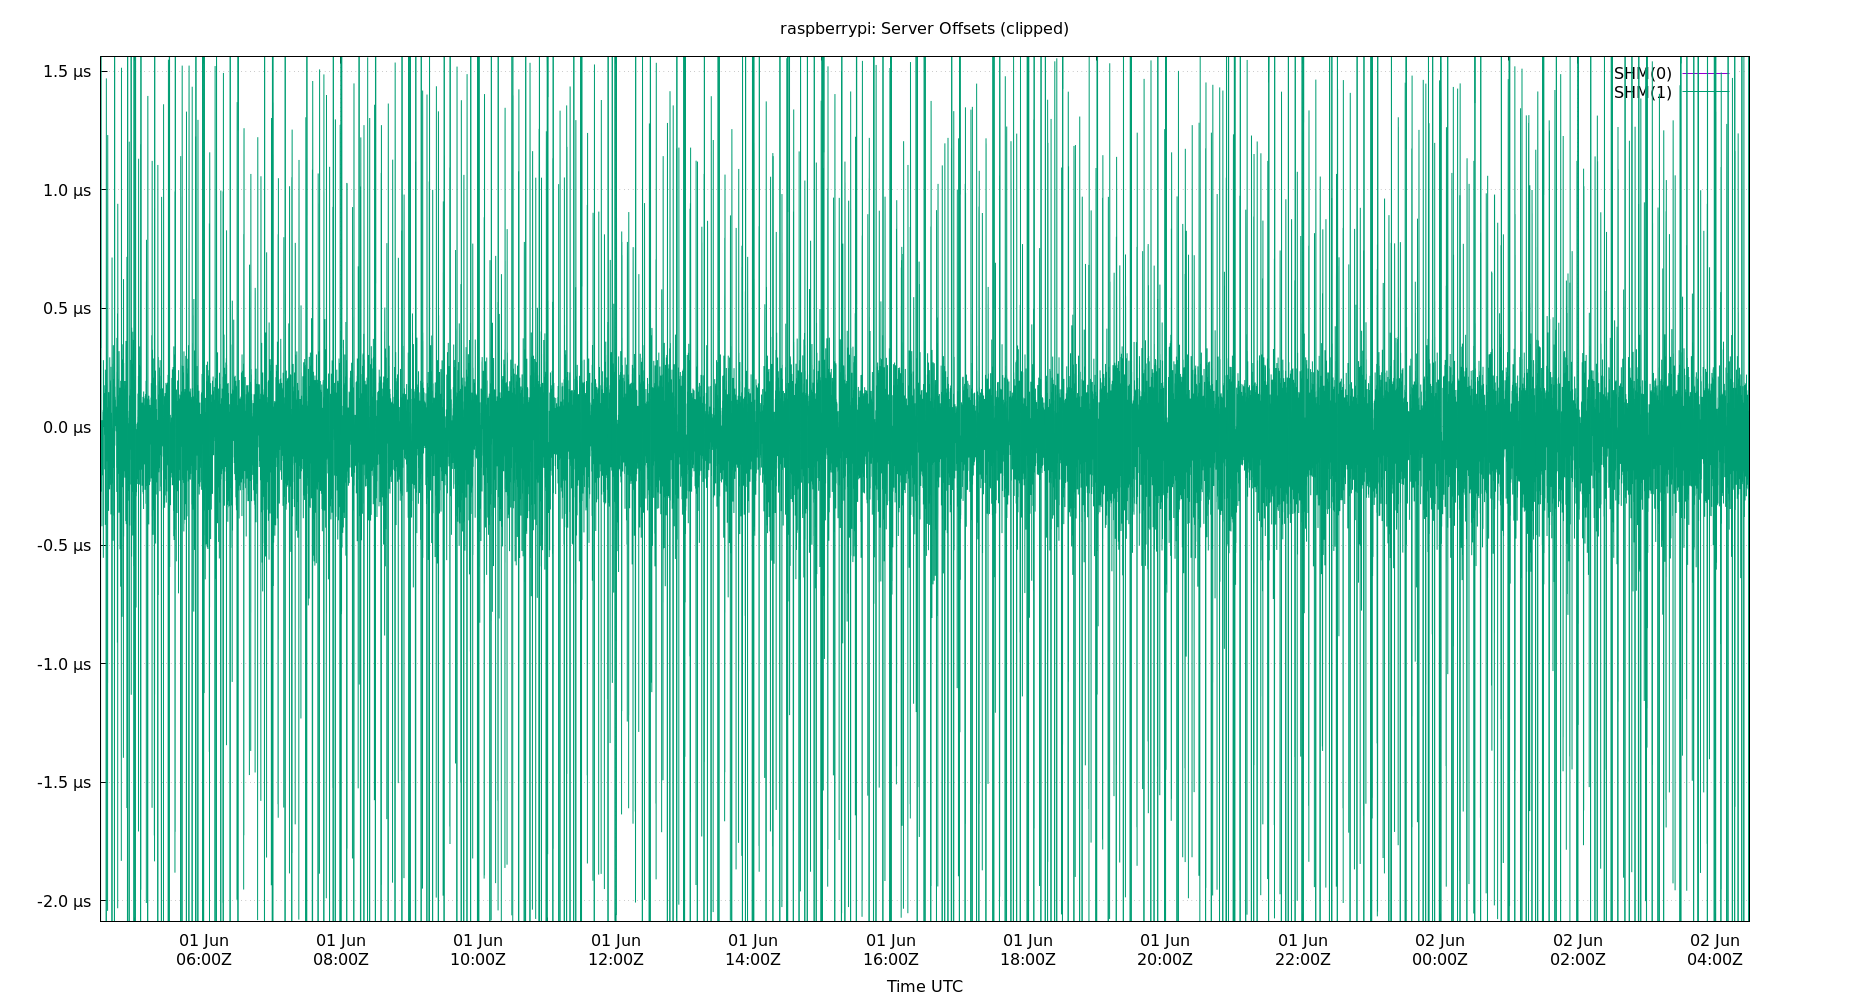 raspberrypi: Server Offsets (clipped)
SHM(0)
SHM(1)
1.5 µs
1.0 µs
0.5 µs
0.0 µs
-0.5 µs
-1.0 µs
-1.5 µs
-2.0 µs
01 Jun 01 Jun 01 Jun 01 Jun 01 Jun 01 Jun 01 Jun 01 Jun 01 Jun 02 Jun 02 Jun 02 Jun
06:00Z 08:00Z 10:00Z 12:00Z 14:00Z 16:00Z 18:00Z 20:00Z 22:00Z 00:00Z 02:00Z 04:00Z
Time UTC